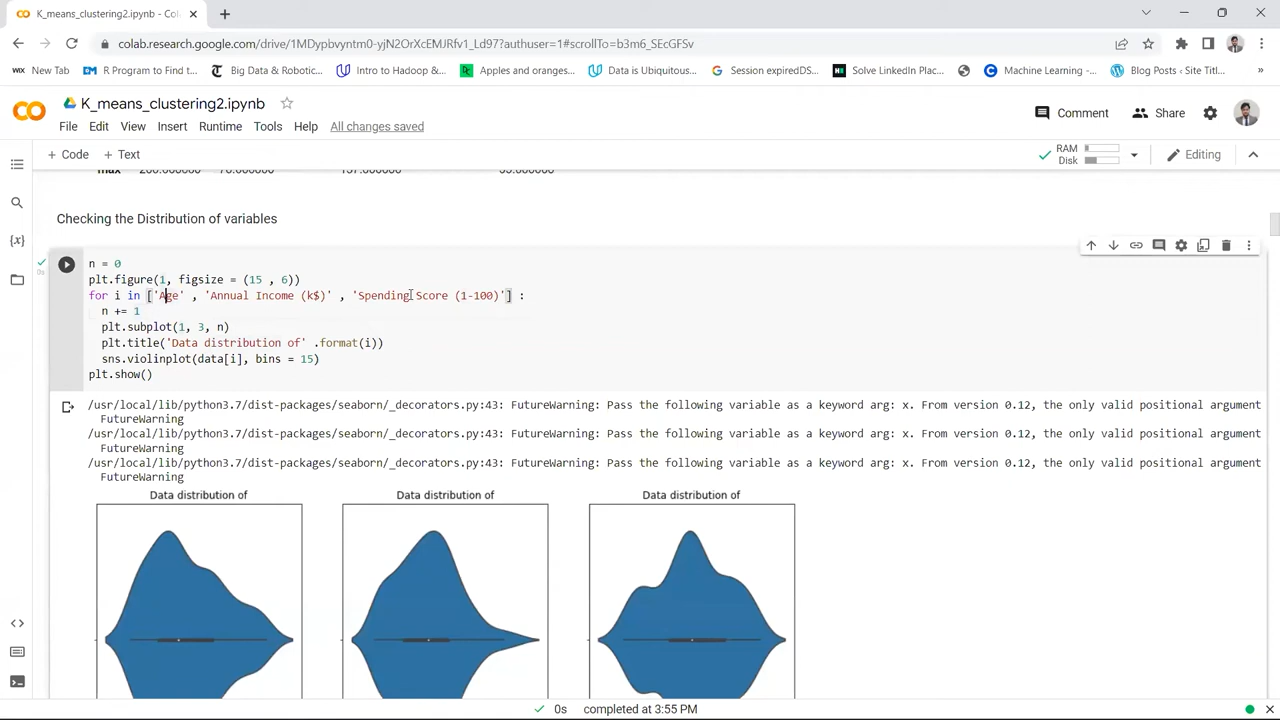 K_means_clustering2.ipynb - Col
colab.research.google.com/drive/1MDypbvyntm0-yjN2OrXcEMJRfv1_Ld97?authuser=1#scrollTo=b3m6_SEcGFSv
WIX New Tab R Program to Find t... Big Data & Robotic... Intro to Hadoop &... Apples and oranges... Data is Ubiquitous... Session expiredDS... Solve LinkedIn Plac... Machine Learning -... Blog Posts ‹ Site Titl... »
K_means_clustering2.ipynb
Comment Share
File Edit View Insert Runtime Tools Help All changes saved
+ Code + Text RAM Disk Editing
max
Checking the Distribution of variables
n = 0
plt.figure(1, figsize = (15 , 6))
for i in ['Age' , 'Annual Income (k$)' , 'Spending Score (1-100)'] :
n += 1
plt.subplot(1, 3, n)
plt.title('Data distribution of' .format(i))
sns.violinplot(data[i], bins = 15)
plt.show()
0s
/usr/local/lib/python3.7/dist-packages/seaborn/_decorators.py:43: FutureWarning: Pass the following variable as a keyword arg: x. From version 0.12, the only valid positional argument
FutureWarning
/usr/local/lib/python3.7/dist-packages/seaborn/_decorators.py:43: FutureWarning: Pass the following variable as a keyword arg: x. From version 0.12, the only valid positional argument
FutureWarning
/usr/local/lib/python3.7/dist-packages/seaborn/_decorators.py:43: FutureWarning: Pass the following variable as a keyword arg: x. From version 0.12, the only valid positional argument
FutureWarning
Data distribution of Data distribution of Data distribution of
0s completed at 3:55 PM